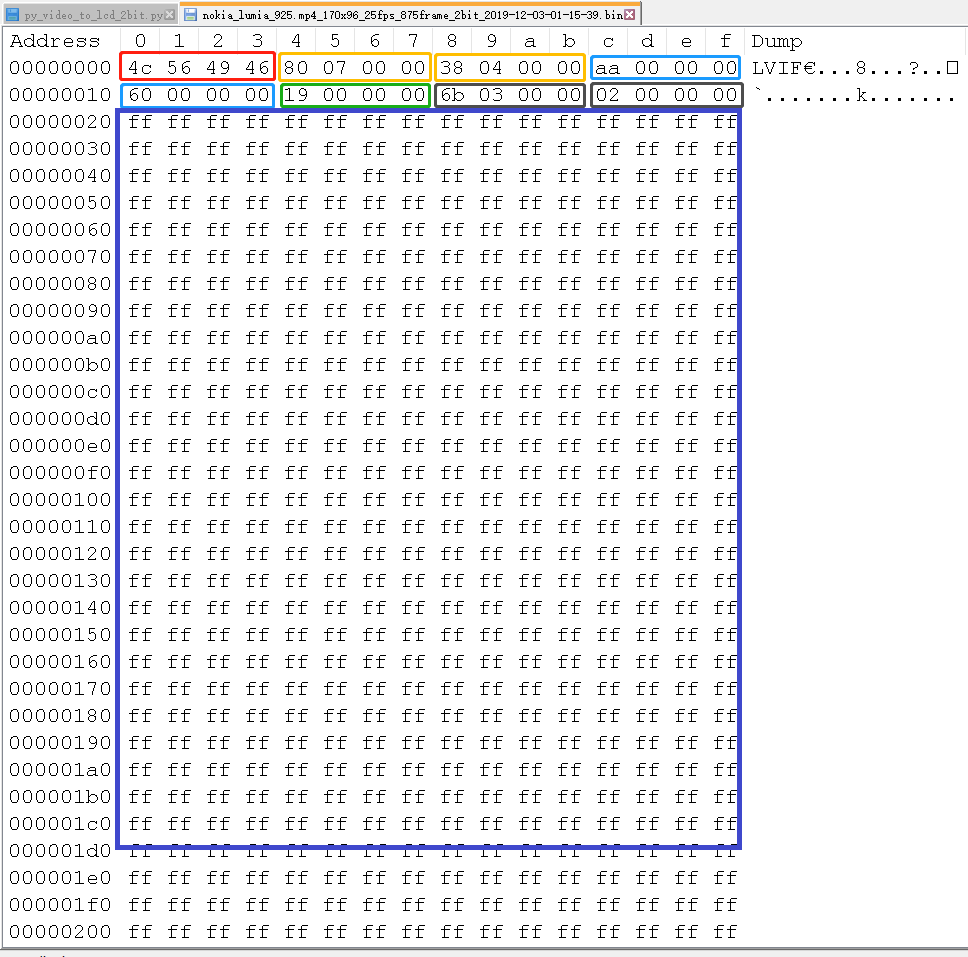 py_video_to_lcd_2bit.py nokia_lumia_925.mp4_170x96_25fps_875frame_2bit_2019-12-03-01-15-39.bin
Address 0 1 2 3 4 5 6 7 8 9 a b c d e f Dump
00000000 4c 56 49 46 80 07 00 00 38 04 00 00 aa 00 00 00 LVIF€...8...?..□
00000010 60 00 00 00 19 00 00 00 6b 03 00 00 02 00 00 00 `.......k.......
00000020 ff ff ff ff ff ff ff ff ff ff ff ff ff ff ff ff
00000030 ff ff ff ff ff ff ff ff ff ff ff ff ff ff ff ff
00000040 ff ff ff ff ff ff ff ff ff ff ff ff ff ff ff ff
00000050 ff ff ff ff ff ff ff ff ff ff ff ff ff ff ff ff
00000060 ff ff ff ff ff ff ff ff ff ff ff ff ff ff ff ff
00000070 ff ff ff ff ff ff ff ff ff ff ff ff ff ff ff ff
00000080 ff ff ff ff ff ff ff ff ff ff ff ff ff ff ff ff
00000090 ff ff ff ff ff ff ff ff ff ff ff ff ff ff ff ff
000000a0 ff ff ff ff ff ff ff ff ff ff ff ff ff ff ff ff
000000b0 ff ff ff ff ff ff ff ff ff ff ff ff ff ff ff ff
000000c0 ff ff ff ff ff ff ff ff ff ff ff ff ff ff ff ff
000000d0 ff ff ff ff ff ff ff ff ff ff ff ff ff ff ff ff
000000e0 ff ff ff ff ff ff ff ff ff ff ff ff ff ff ff ff
000000f0 ff ff ff ff ff ff ff ff ff ff ff ff ff ff ff ff
00000100 ff ff ff ff ff ff ff ff ff ff ff ff ff ff ff ff
00000110 ff ff ff ff ff ff ff ff ff ff ff ff ff ff ff ff
00000120 ff ff ff ff ff ff ff ff ff ff ff ff ff ff ff ff
00000130 ff ff ff ff ff ff ff ff ff ff ff ff ff ff ff ff
00000140 ff ff ff ff ff ff ff ff ff ff ff ff ff ff ff ff
00000150 ff ff ff ff ff ff ff ff ff ff ff ff ff ff ff ff
00000160 ff ff ff ff ff ff ff ff ff ff ff ff ff ff ff ff
00000170 ff ff ff ff ff ff ff ff ff ff ff ff ff ff ff ff
00000180 ff ff ff ff ff ff ff ff ff ff ff ff ff ff ff ff
00000190 ff ff ff ff ff ff ff ff ff ff ff ff ff ff ff ff
000001a0 ff ff ff ff ff ff ff ff ff ff ff ff ff ff ff ff
000001b0 ff ff ff ff ff ff ff ff ff ff ff ff ff ff ff ff
000001c0 ff ff ff ff ff ff ff ff ff ff ff ff ff ff ff ff
000001d0 ff ff ff ff ff ff ff ff ff ff ff ff ff ff ff ff
000001e0 ff ff ff ff ff ff ff ff ff ff ff ff ff ff ff ff
000001f0 ff ff ff ff ff ff ff ff ff ff ff ff ff ff ff ff
00000200 ff ff ff ff ff ff ff ff ff ff ff ff ff ff ff ff